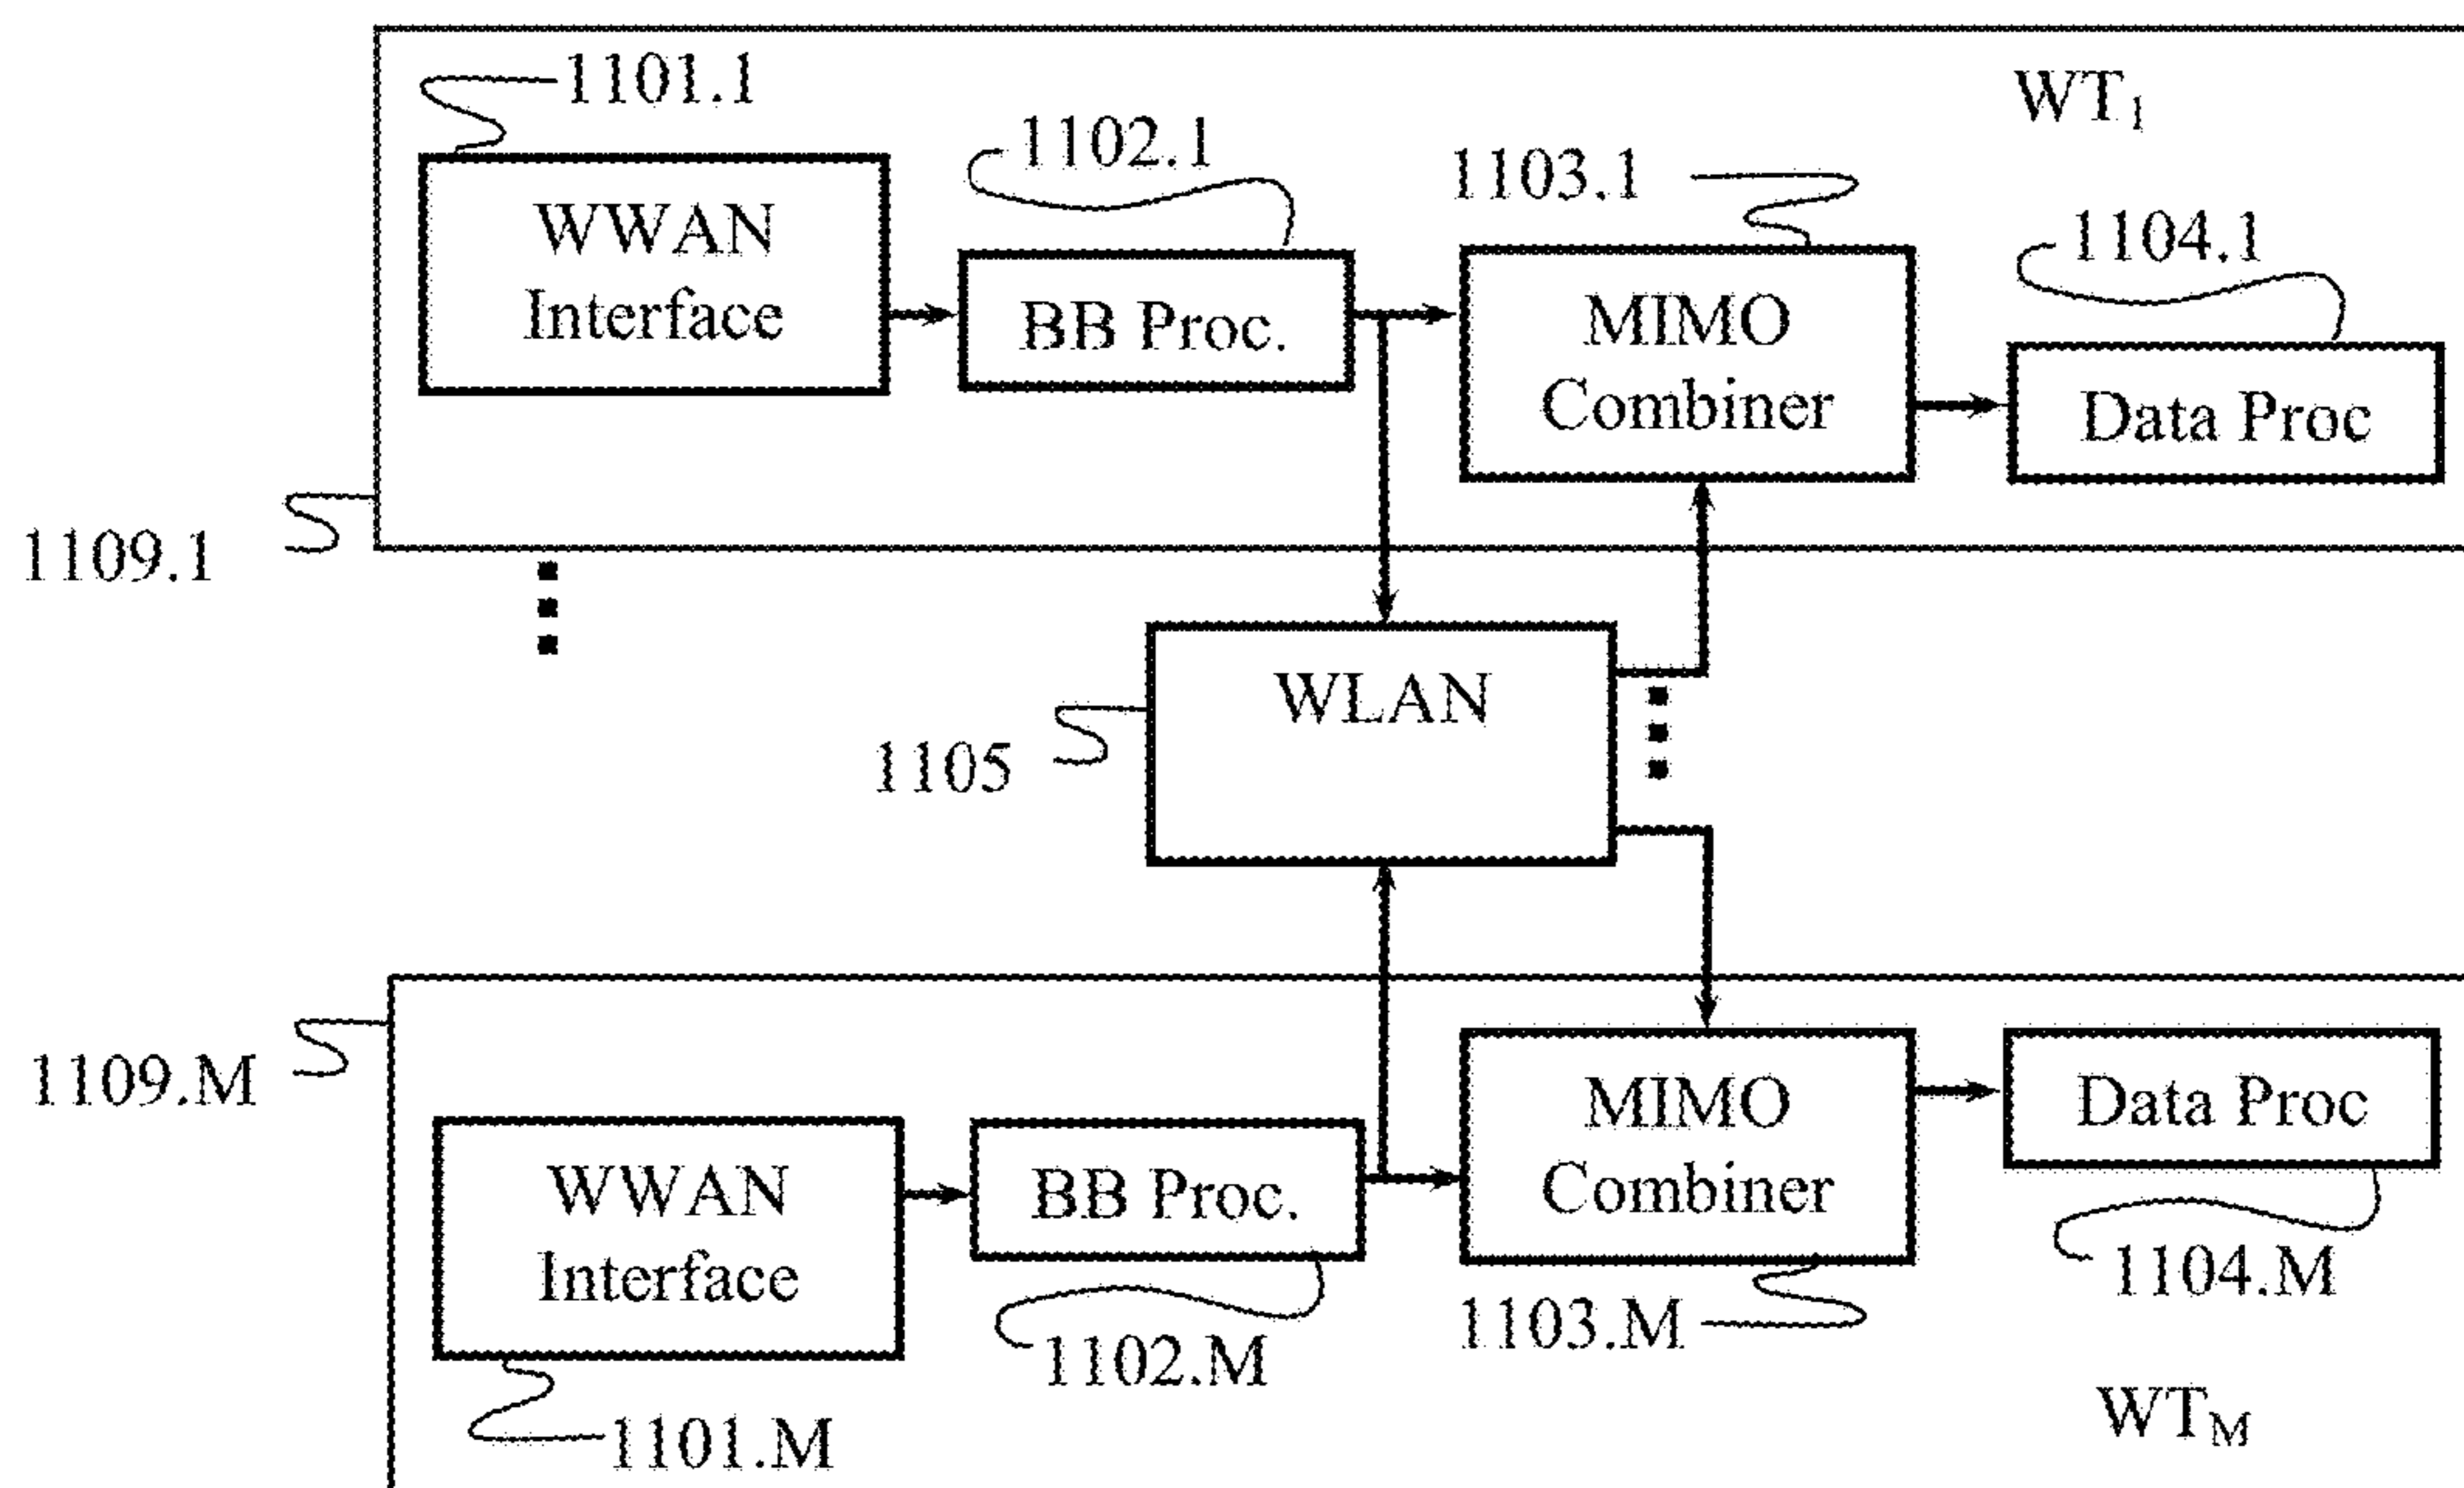 1101.1
WT1
1102.1
1103.1
WWAN
Interface
1104.1
BB Proc.
MIMO
Combiner
Data Proc
1109.1
WLAN
1105
1109.M
WWAN
Interface
BB Proc.
MIMO
Combiner
Data Proc
1104.M
1103.M
1102.M
WTM
1101.M